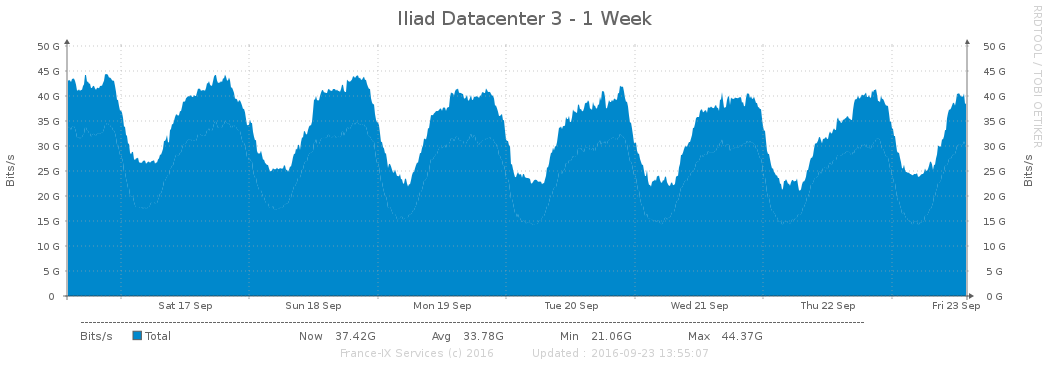 Iliad Datacenter 3 - 1 Week
RRDTOOL / TOBI OETIKER
Bits/s
50 G
45 G
40 G
35 G
30 G
25 G
20 G
15 G
10 G
5 G
0
50 G
45 G
40 G
35 G
30 G
25 G
20 G
15 G
10 G
5 G
0 G
Bits/s
Sat 17 Sep Sun 18 Sep Mon 19 Sep Tue 20 Sep Wed 21 Sep Thu 22 Sep Fri 23 Sep
Bits/s Total Now 37.42G Avg 33.78G Min 21.06G Max 44.37G
France-IX Services (c) 2016 Updated : 2016-09-23 13:55:07